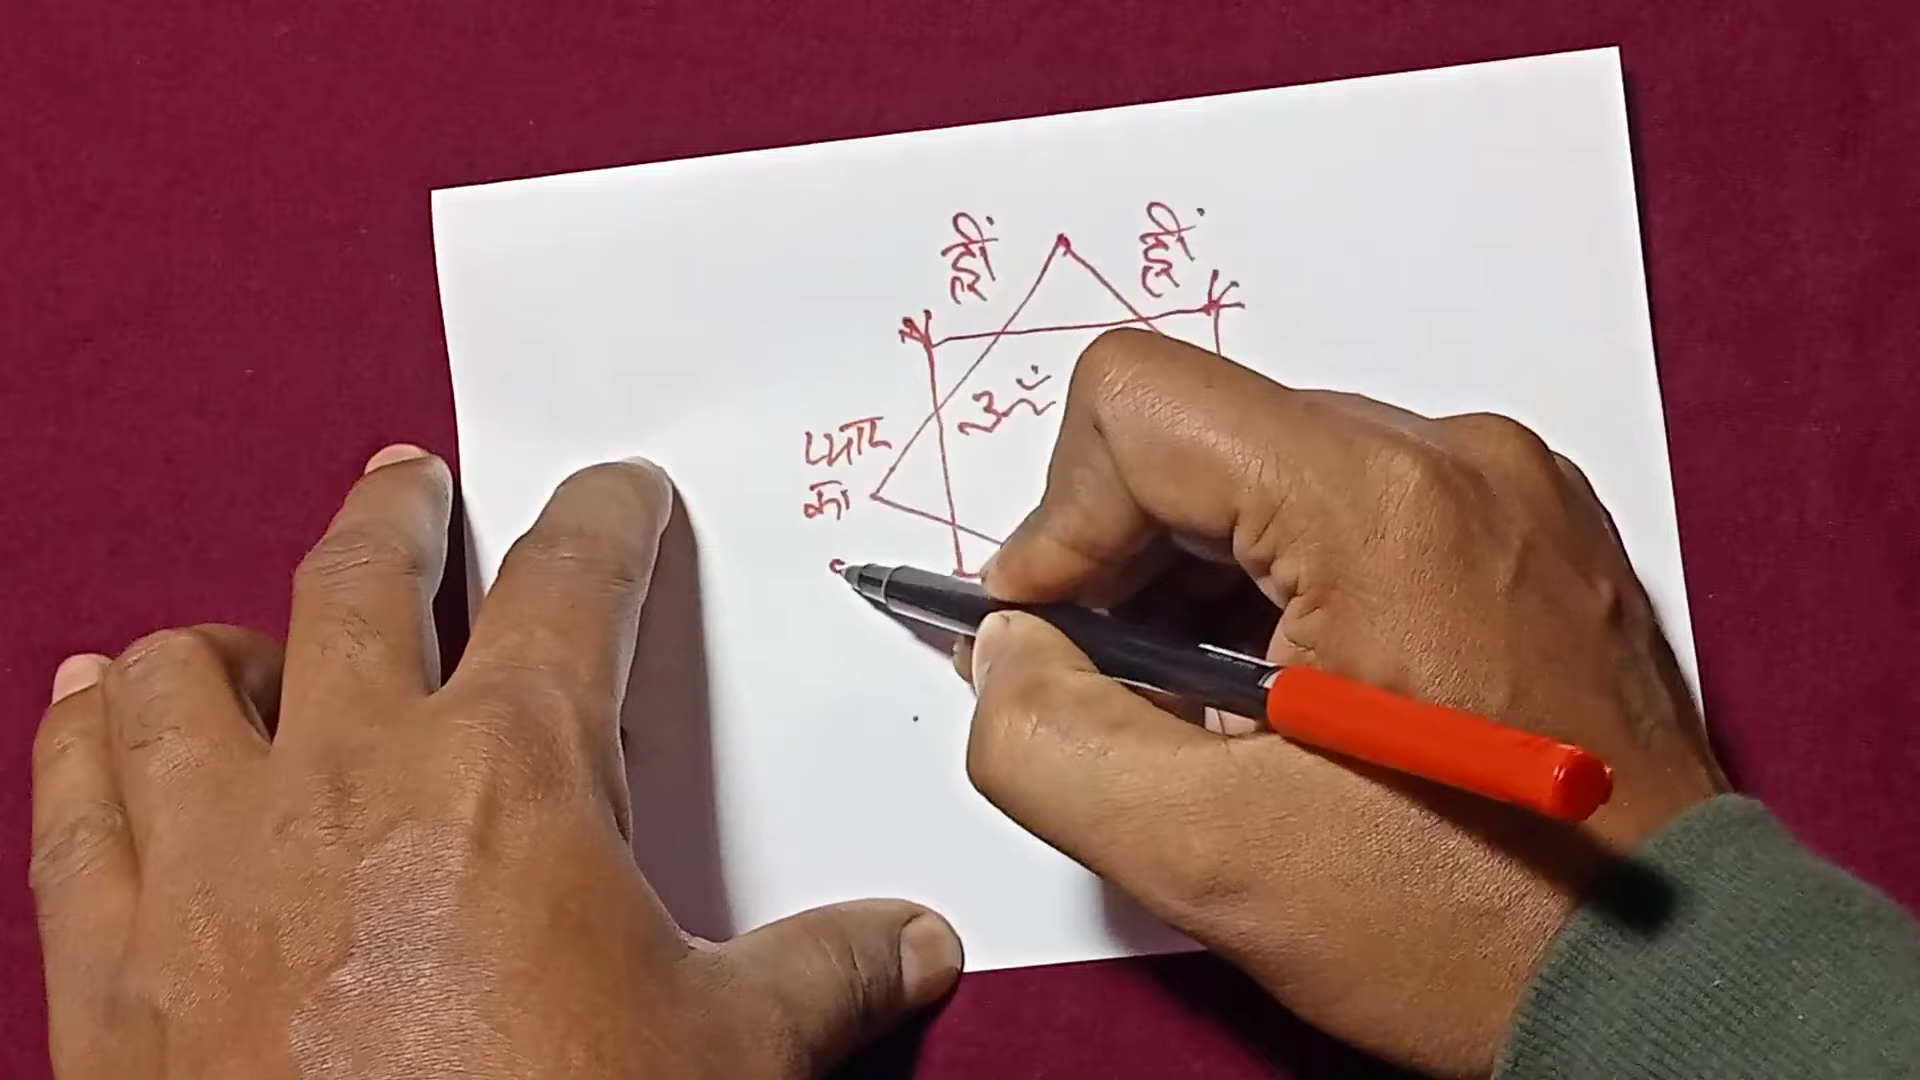 ह्रीं ह्रीं
ॐ
प्यार
का